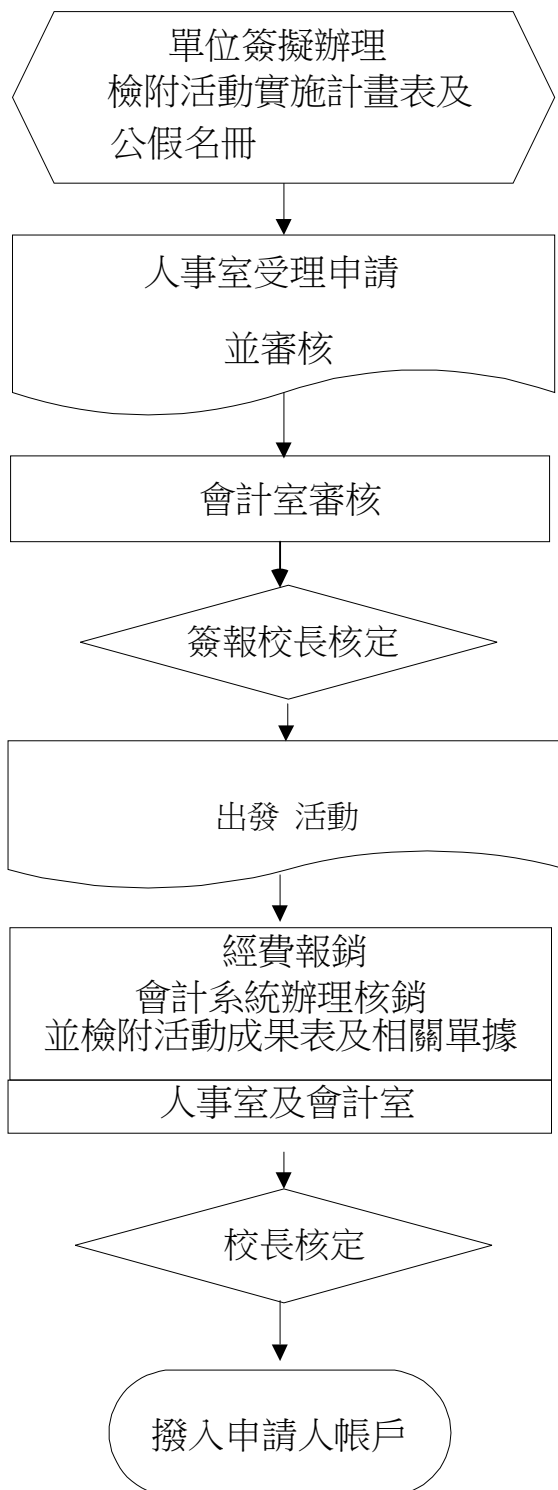 單位簽擬辦理
檢附活動實施計畫表及
公假名冊
人事室受理申請
並審核
會計室審核
簽報校長核定
出發 活動
經費報銷
會計系統辦理核銷
並檢附活動成果表及相關單據
人事室及會計室
校長核定
撥入申請人帳戶